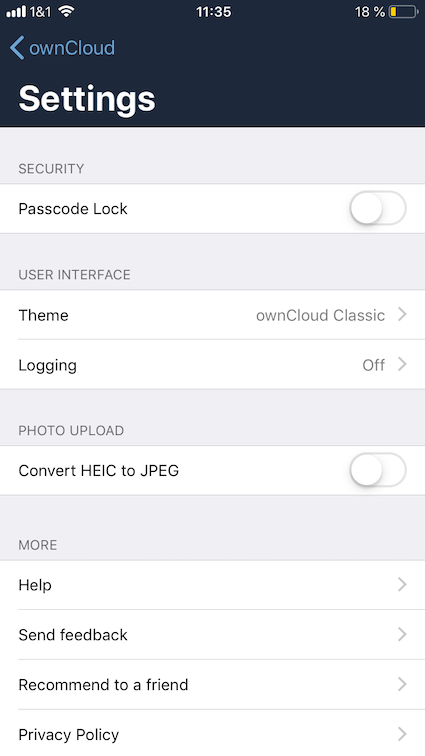 1&1 11:35 18 %
ownCloud
Settings
SECURITY
Passcode Lock
USER INTERFACE
Theme ownCloud Classic
Logging Off
PHOTO UPLOAD
Convert HEIC to JPEG
MORE
Help
Send feedback
Recommend to a friend
Privacy Policy